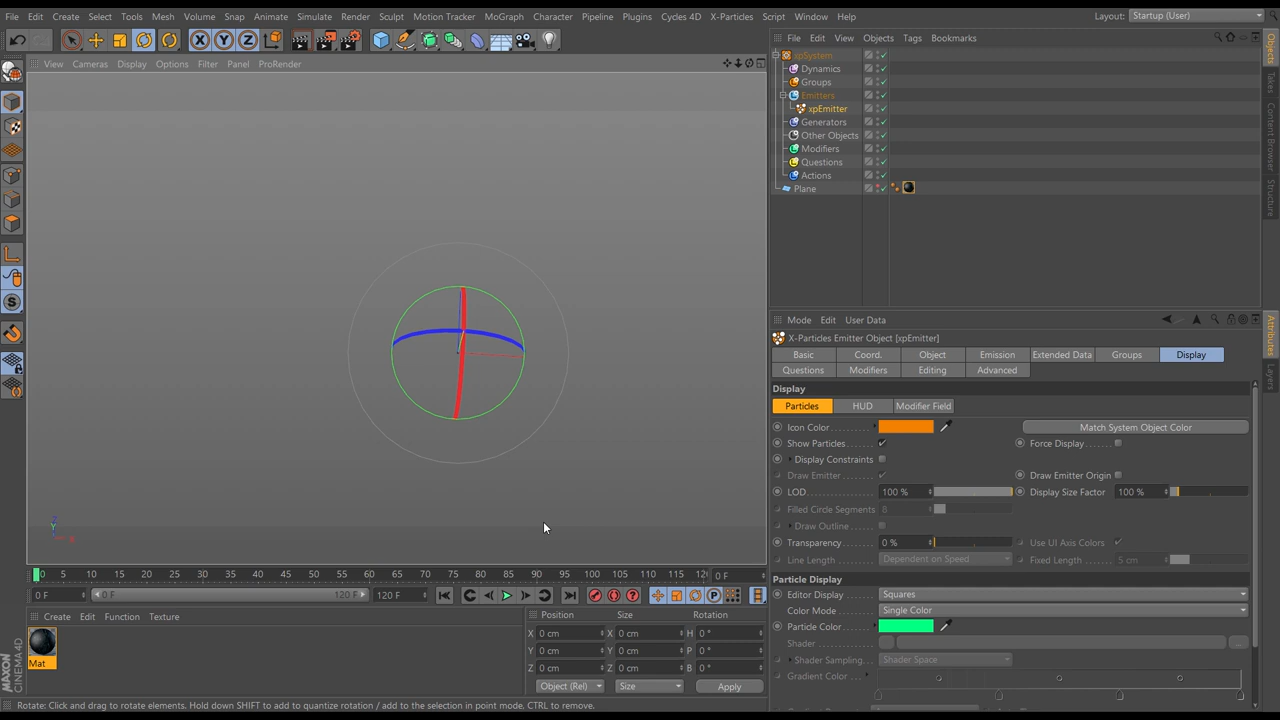 File Edit Create Select Tools Mesh Volume Snap Animate Simulate Render Sculpt Motion Tracker MoGraph Character Pipeline Plugins Cycles 4D X-Particles Script Window Help Layout: Startup (User)
File Edit View Objects Tags Bookmarks
View Cameras Display Options Filter Panel ProRender
xpSystem
Dynamics
Groups
Emitters
xpEmitter
Generators
Other Objects
Modifiers
Questions
Actions
Plane
Objects
Takes
Content Browser
Structure
Mode Edit User Data
X-Particles Emitter Object [xpEmitter]
Basic Coord. Object Emission Extended Data Groups Display
Questions Modifiers Editing Advanced
Attributes
Layers
Display
Particles HUD Modifier Field
Icon Color Match System Object Color
Show Particles Force Display
Display Constraints
Draw Emitter Draw Emitter Origin
LOD 100 % Display Size Factor 100 %
Filled Circle Segments 8
Draw Outline
Transparency 0 % Use UI Axis Colors
Line Length Dependent on Speed Fixed Length 5 cm
Particle Display
Editor Display Squares
Color Mode Single Color
Particle Color
Shader ...
Shader Sampling Shader Space
Gradient Color
Y X
0 5 10 15 20 25 30 35 40 45 50 55 60 65 70 75 80 85 90 95 100 105 110 115 0 F
0 F 0 F 120 F 120 F
Create Edit Function Texture
Mat
Position Size Rotation
X 0 cm X 0 cm H 0 °
Y 0 cm Y 0 cm P 0 °
Z 0 cm Z 0 cm B 0 °
Object (Rel) Size Apply
MAXON CINEMA 4D
Rotate: Click and drag to rotate elements. Hold down SHIFT to add to quantize rotation / add to the selection in point mode, CTRL to remove.